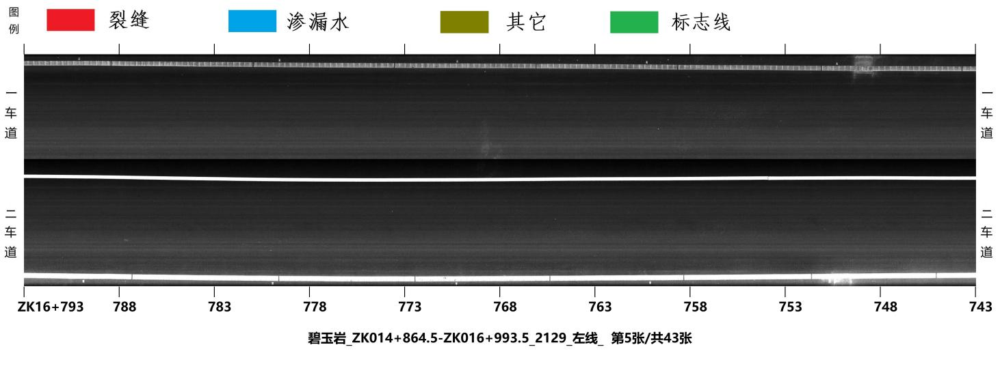 图例
裂缝 渗漏水 其它 标志线
一车道 一车道
二车道 二车道
ZK16+793 788 783 778 773 768 763 758 753 748 743
碧玉岩_ZK014+864.5-ZK016+993.5_2129_左线_ 第5张/共43张